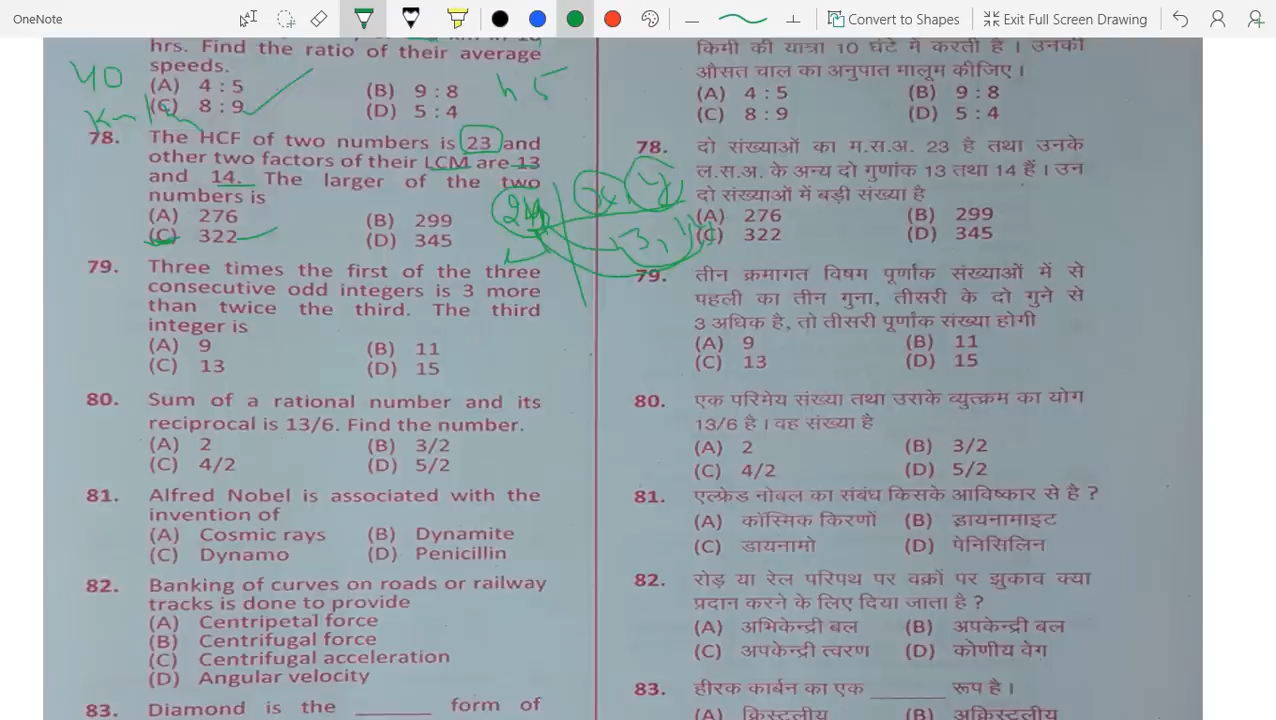 OneNote
Convert to Shapes
Exit Full Screen Drawing
hrs. Find the ratio of their average
speeds.
(A) 4 : 5
(B) 9 : 8
(C) 8 : 9
(D) 5 : 4
40
78. The HCF of two numbers is 23 and
other two factors of their LCM are 13
and 14. The larger of the two
numbers is
(A) 276
(B) 299
(C) 322
(D) 345
79. Three times the first of the three
consecutive odd integers is 3 more
than twice the third. The third
integer is
(A) 9
(B) 11
(C) 13
(D) 15
80. Sum of a rational number and its
reciprocal is 13/6. Find the number.
(A) 2
(B) 3/2
(C) 4/2
(D) 5/2
81. Alfred Nobel is associated with the
invention of
(A) Cosmic rays
(B) Dynamite
(C) Dynamo
(D) Penicillin
82. Banking of curves on roads or railway
tracks is done to provide
(A) Centripetal force
(B) Centrifugal force
(C) Centrifugal acceleration
(D) Angular velocity
83. Diamond is the ______ form of
किमी की यात्रा 10 घंटे में करती है । उनकी
औसत चाल का अनुपात मालूम कीजिए ।
(A) 4 : 5
(B) 9 : 8
(C) 8 : 9
(D) 5 : 4
78. दो संख्याओं का म.स.अ. 23 है तथा उनके
ल.स.अ. के अन्य दो गुणांक 13 तथा 14 हैं । उन
दो संख्याओं में बड़ी संख्या है
(A) 276
(B) 299
(C) 322
(D) 345
79. तीन क्रमागत विषम पूर्णांक संख्याओं में से
पहली का तीन गुना, तीसरी के दो गुने से
3 अधिक है, तो तीसरी पूर्णांक संख्या होगी
(A) 9
(B) 11
(C) 13
(D) 15
80. एक परिमेय संख्या तथा उसके व्युत्क्रम का योग
13/6 है । वह संख्या है
(A) 2
(B) 3/2
(C) 4/2
(D) 5/2
81. एल्फ्रेड नोबल का संबंध किसके आविष्कार से है ?
(A) कॉस्मिक किरणों
(B) डायनामाइट
(C) डायनामो
(D) पेनिसिलिन
82. रोड़ या रेल परिपथ पर वक्रों पर झुकाव क्या
प्रदान करने के लिए दिया जाता है ?
(A) अभिकेन्द्री बल
(B) अपकेन्द्री बल
(C) अपकेन्द्री त्वरण
(D) कोणीय वेग
83. हीरक कार्बन का एक ______ रूप है ।
(A) क्रिस्टलीय
(B) अक्रिस्टलीय